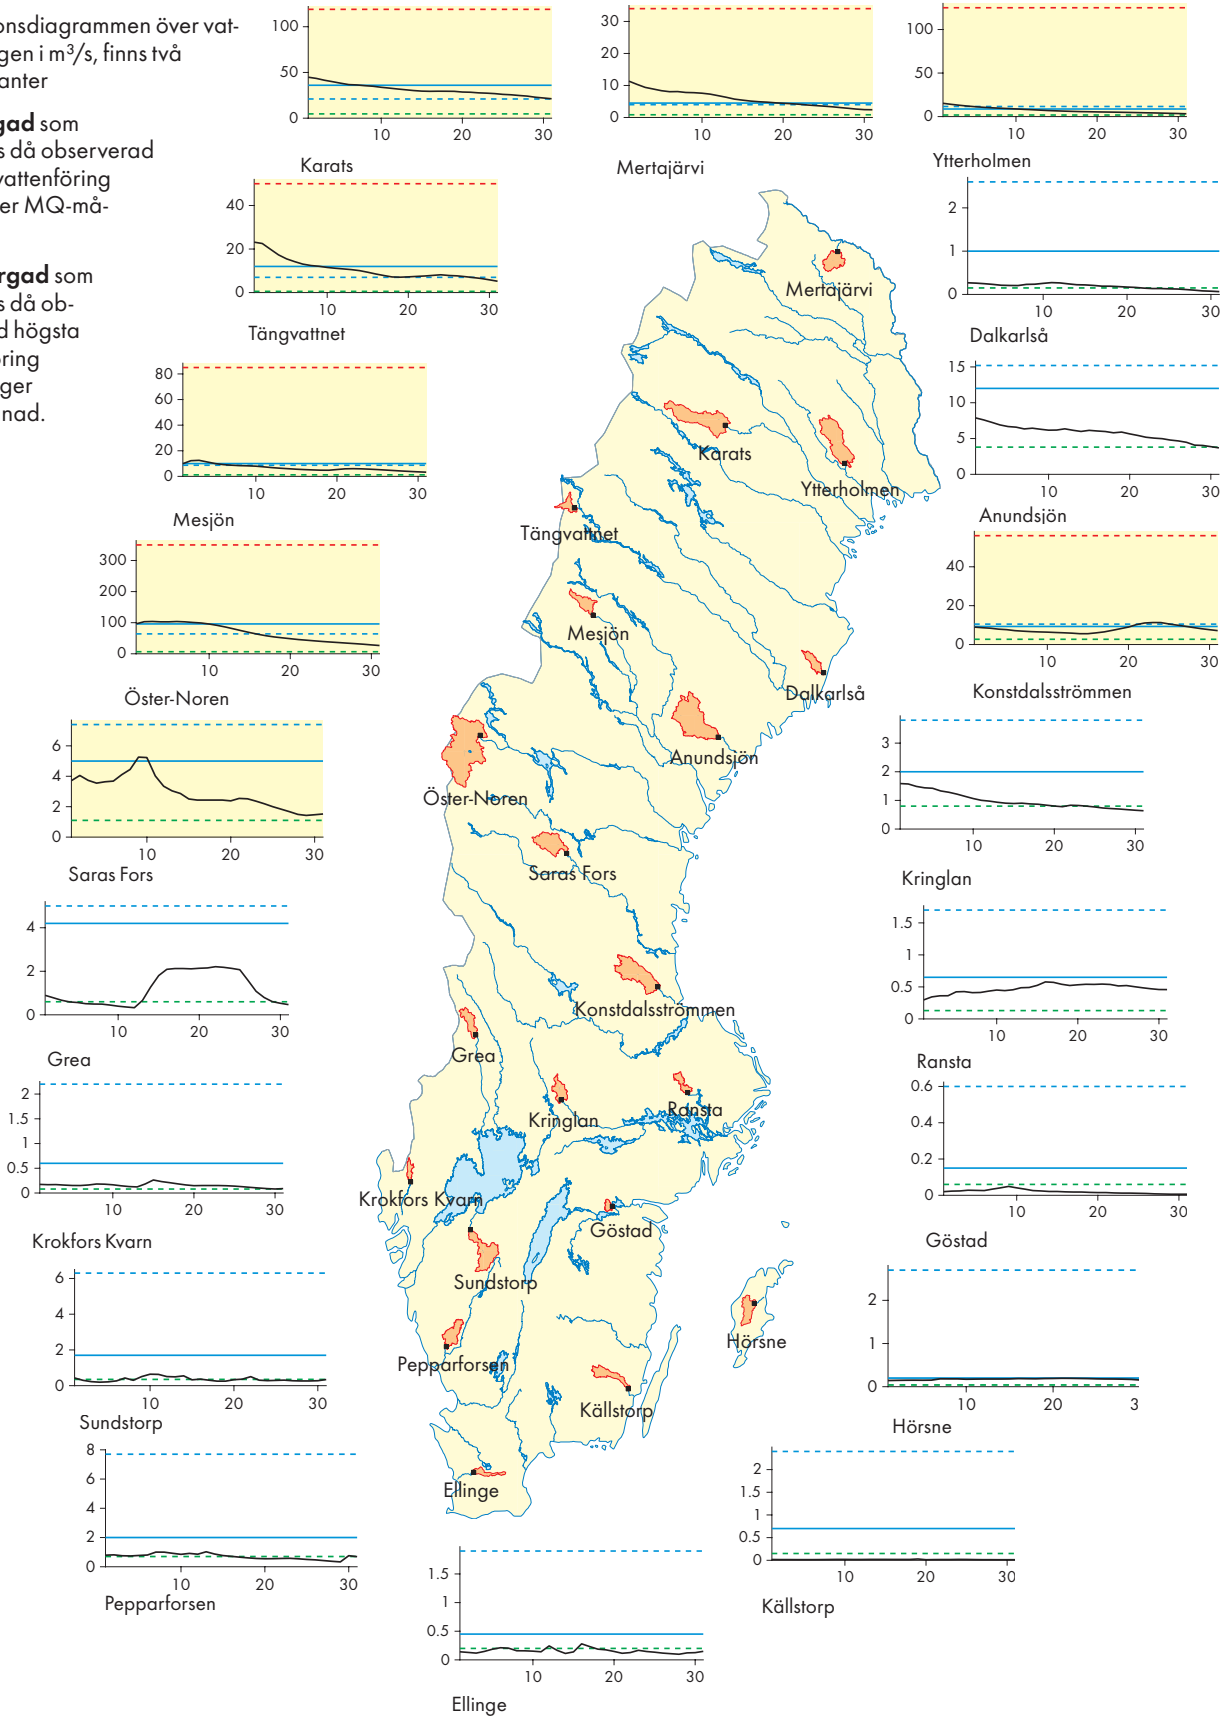 onsdiagrammen över vat-
gen i m³/s, finns två
anter
gad som
s då observerad
vattenföring
er MQ-må-
rgad som
s då ob-
d högsta
öring
ger
nad.
100
50
0
10 20 30
Karats
30
20
10
0
10 20 30
Mertajärvi
100
50
0
10 20 30
Ytterholmen
40
20
0
10 20 30
Tängvattnet
2
1
0
10 20 30
Dalkarlså
80
60
40
20
0
10 20 30
Mesjön
15
10
5
0
10 20 30
Anundsjön
300
200
100
0
10 20 30
Öster-Noren
40
20
0
10 20 30
Konstdalsströmmen
6
4
2
0
10 20 30
Saras Fors
3
2
1
0
10 20 30
Kringlan
4
2
0
10 20 30
Grea
1.5
1
0.5
0
10 20 30
Ransta
2
1.5
1
0.5
0
10 20 30
Krokfors Kvarn
0.6
0.4
0.2
0
10 20 30
Göstad
6
4
2
0
10 20 30
Sundstorp
2
1
0
10 20 3
Hörsne
8
6
4
2
0
10 20 30
Pepparforsen
2
1.5
1
0.5
0
10 20 30
Källstorp
1.5
1
0.5
0
10 20 30
Ellinge
Mertajärvi
Karats
Ytterholmen
Tängvattnet
Mesjön
Dalkarlså
Anundsjön
Öster-Noren
Saras Fors
Konstdalsströmmen
Grea
Kringlan
Ransta
Krokfors Kvarn
Göstad
Sundstorp
Hörsne
Pepparforsen
Källstorp
Ellinge